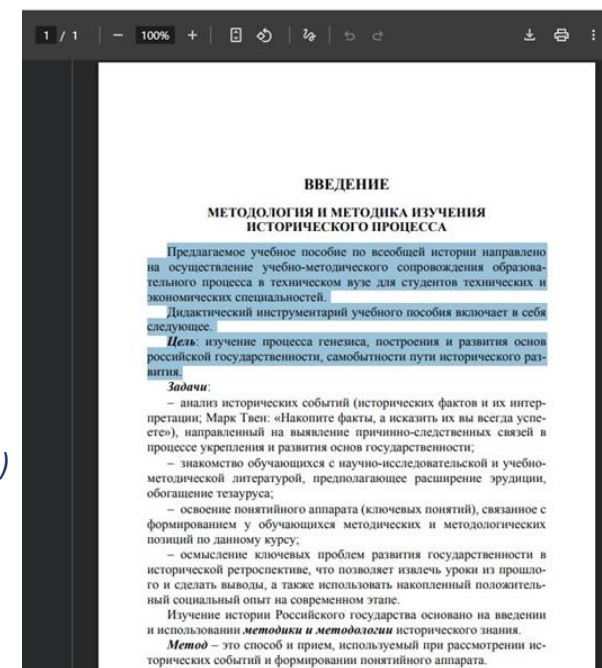 1 / 1
100%
ВВЕДЕНИЕ
МЕТОДОЛОГИЯ И МЕТОДИКА ИЗУЧЕНИЯ
ИСТОРИЧЕСКОГО ПРОЦЕССА
Предлагаемое учебное пособие по всеобщей истории направлено
на осуществление учебно-методического сопровождения образова-
тельного процесса в техническом вузе для студентов технических и
экономических специальностей.
Дидактический инструментарий учебного пособия включает в себя
следующее.
Цель: изучение процесса генезиса, построения и развития основ
российской государственности, самобытности пути исторического раз-
вития.
Задачи:
– анализ исторических событий (исторических фактов и их интер-
претации; Марк Твен: «Накопите факты, а исказить их вы всегда успе-
ете»), направленный на выявление причинно-следственных связей в
процессе укрепления и развития основ государственности;
)
– знакомство обучающихся с научно-исследовательской и учебно-
методической литературой, предполагающее расширение эрудиции,
обогащение тезауруса;
– освоение понятийного аппарата (ключевых понятий), связанное с
формированием у обучающихся методических и методологических
позиций по данному курсу;
– осмысление ключевых проблем развития государственности в
исторической ретроспективе, что позволяет извлечь уроки из прошло-
го и сделать выводы, а также использовать накопленный положитель-
ный социальный опыт на современном этапе.
Изучение истории Российского государства основано на введении
и использовании методики и методологии исторического знания.
Метод – это способ и прием, используемый при рассмотрении ис-
торических событий и формировании понятийного аппарата.